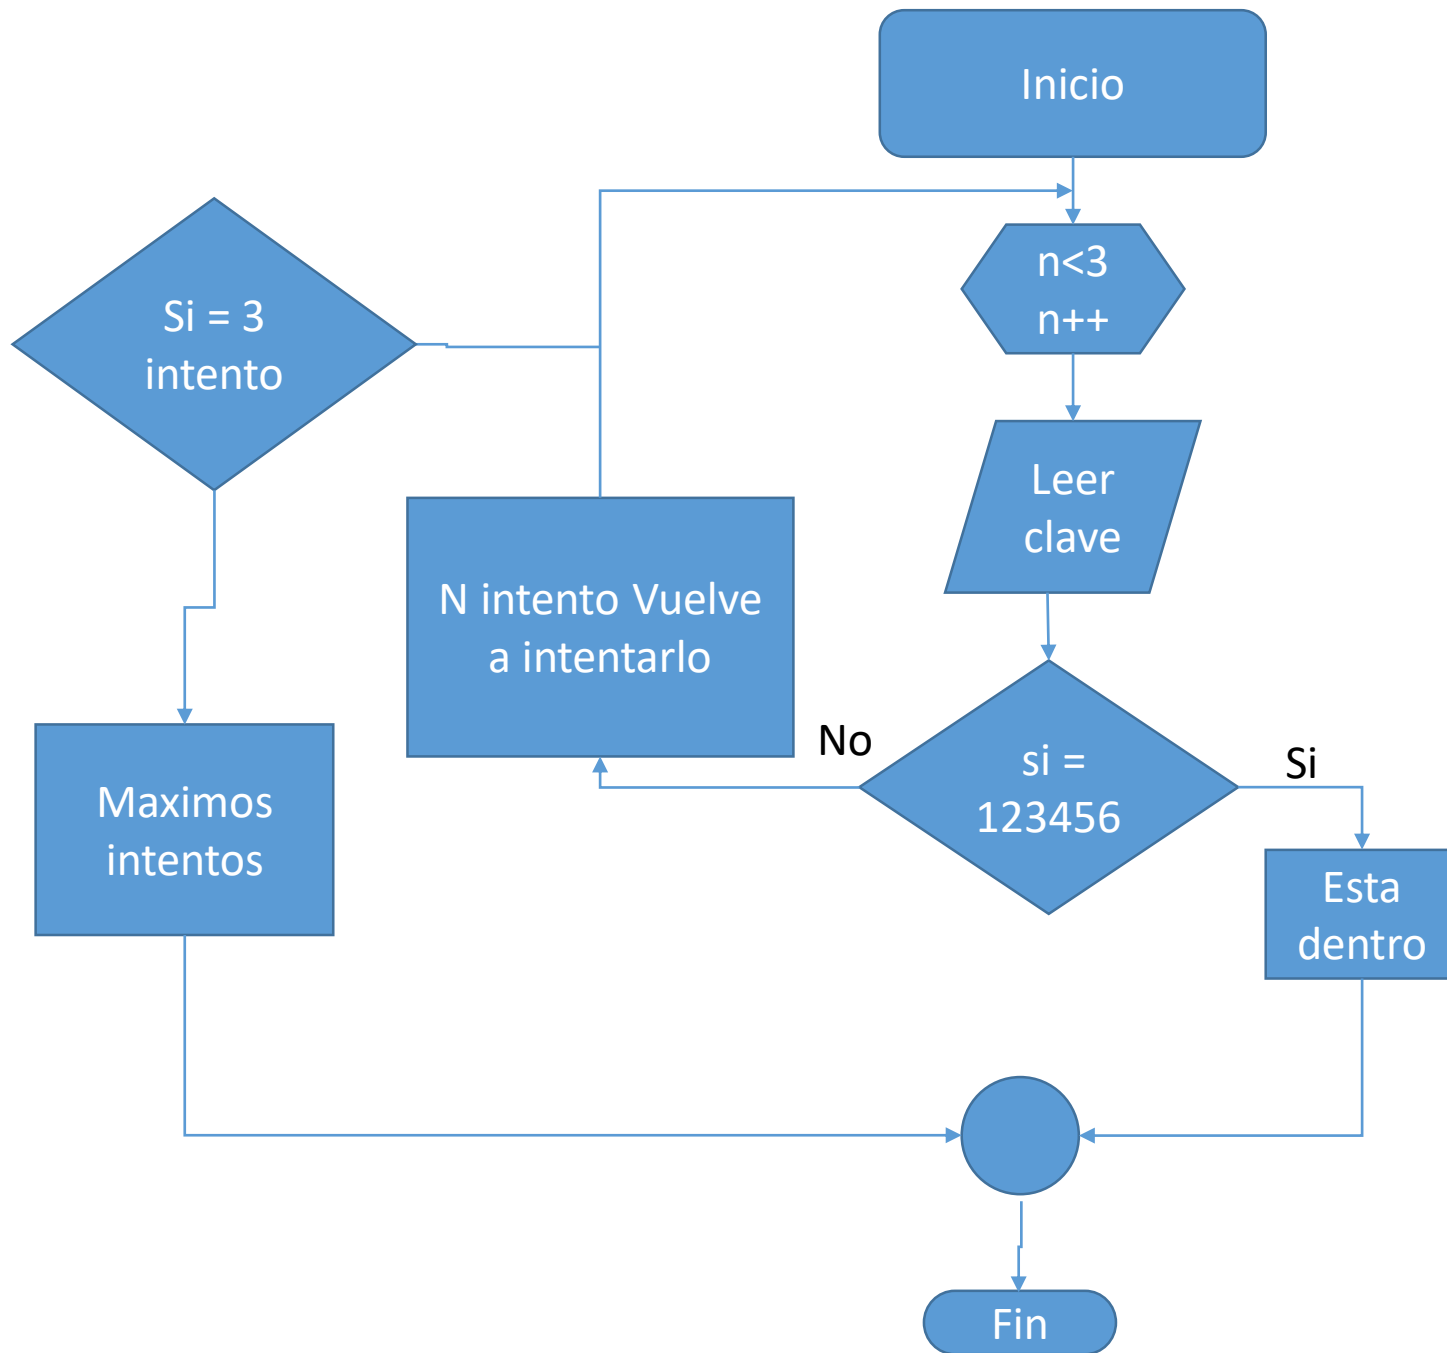 Inicio
n<3
n++
Si = 3
intento
Leer
clave
N intento Vuelve
a intentarlo
No
si =
123456
Si
Maximos
intentos
Esta
dentro
Fin